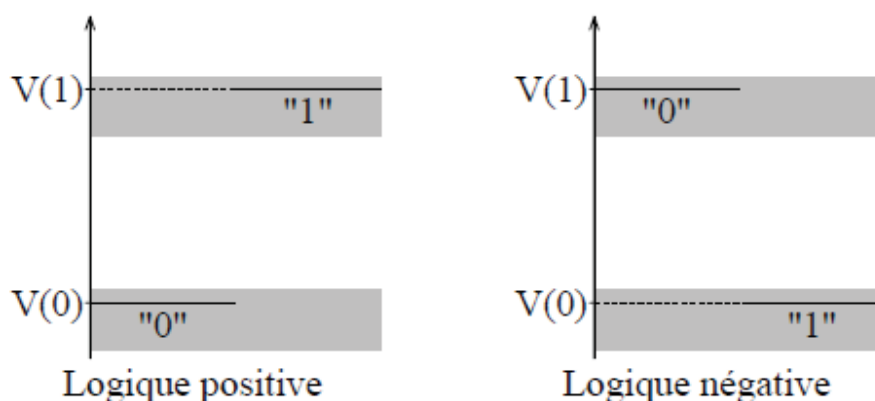 V(1)
"1"
V(0)
"0"
Logique positive
V(1)
"0"
V(0)
"1"
Logique négative